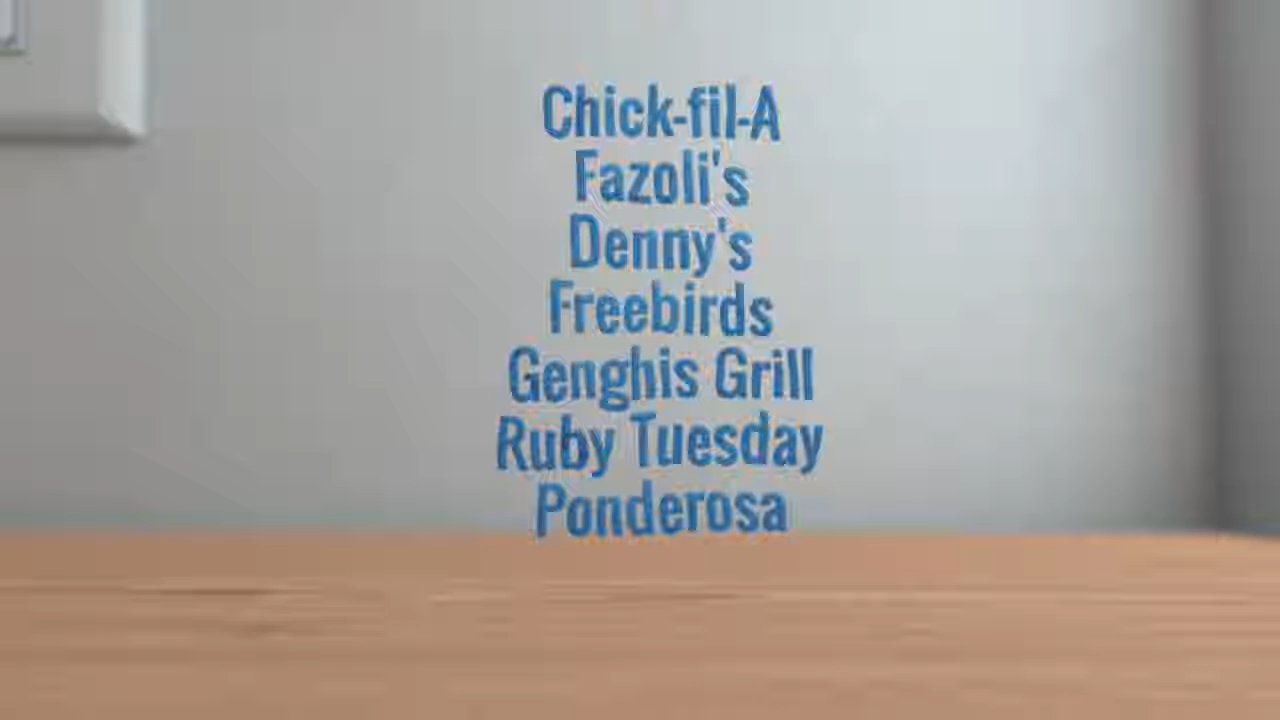 Chick-fil-A
Fazoli's
Denny's
Freebirds
Genghis Grill
Ruby Tuesday
Ponderosa